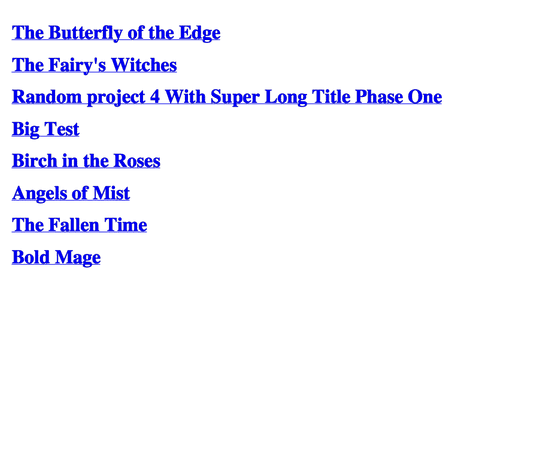 The Butterfly of the Edge
The Fairy's Witches
Random project 4 With Super Long Title Phase One
Big Test
Birch in the Roses
Angels of Mist
The Fallen Time
Bold Mage